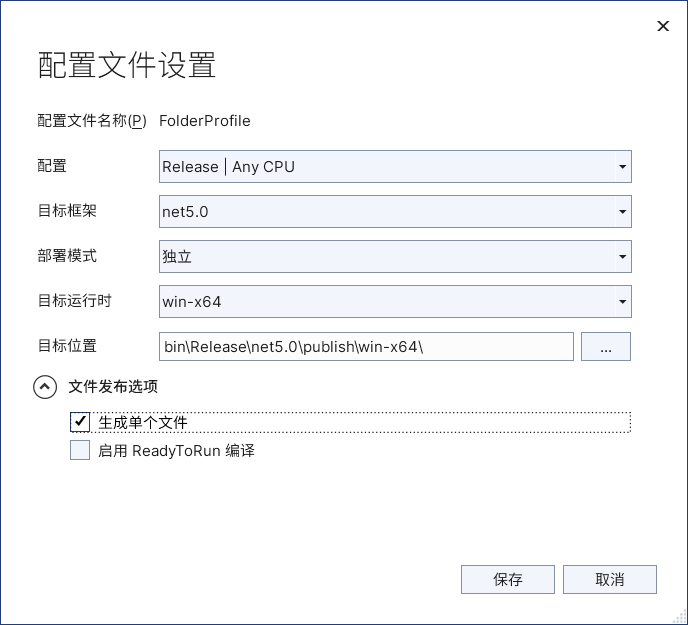 配置文件设置
配置文件名称(P) FolderProfile
配置 Release | Any CPU
目标框架 net5.0
部署模式 独立
目标运行时 win-x64
目标位置 bin\Release\net5.0\publish\win-x64\ ...
文件发布选项
生成单个文件
启用 ReadyToRun 编译
保存 取消